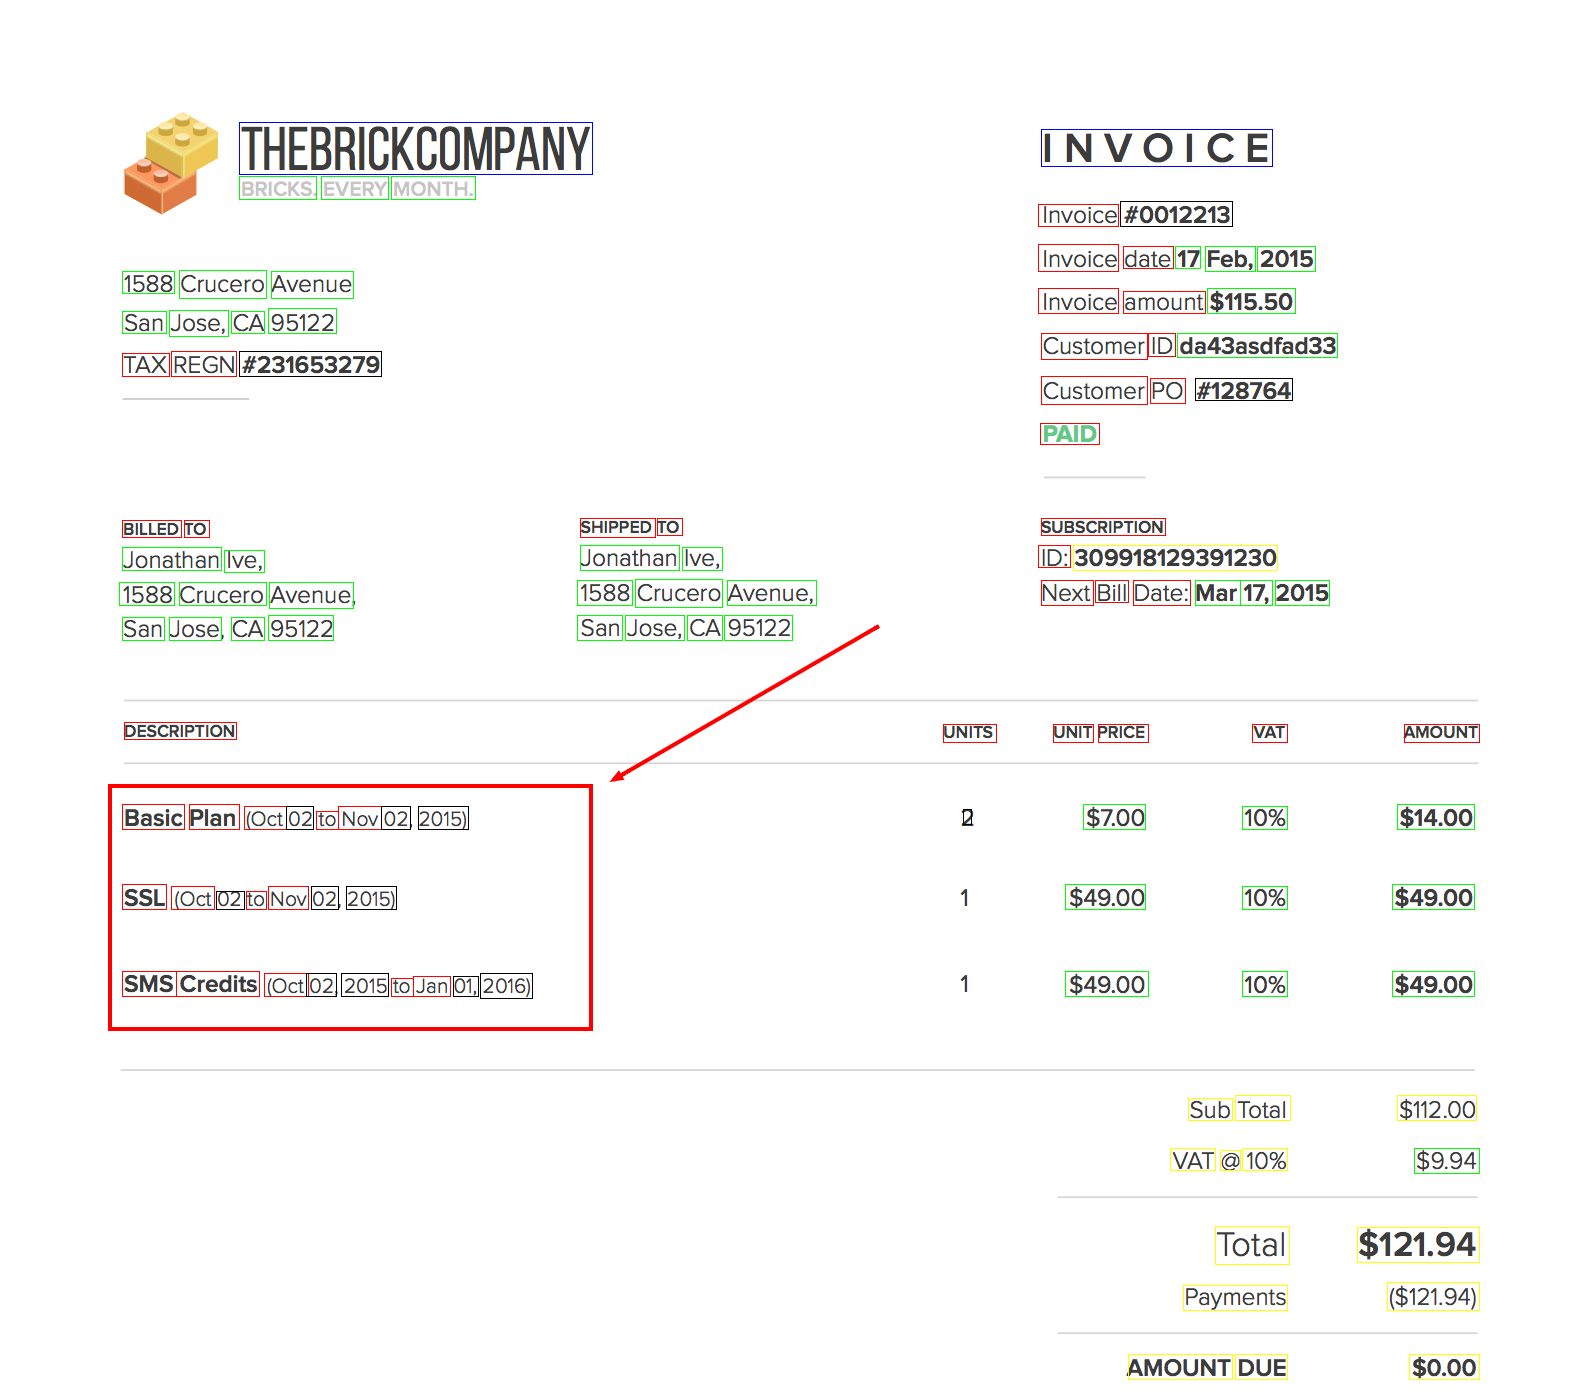 THEBRICKCOMPANY
BRICKS. EVERY MONTH.
1588 Crucero Avenue
San Jose, CA 95122
TAX REGN #231653279
INVOICE
Invoice #0012213
Invoice date 17 Feb, 2015
Invoice amount $115.50
Customer ID da43asdfad33
Customer PO #128764
PAID
BILLED TO
Jonathan Ive,
1588 Crucero Avenue,
San Jose, CA 95122
SHIPPED TO
Jonathan Ive,
1588 Crucero Avenue,
San Jose, CA 95122
SUBSCRIPTION
ID: 309918129391230
Next Bill Date: Mar 17, 2015
DESCRIPTION UNITS UNIT PRICE VAT AMOUNT
Basic Plan (Oct 02 to Nov 02, 2015) 2 $7.00 10% $14.00
SSL (Oct 02 to Nov 02, 2015) 1 $49.00 10% $49.00
SMS Credits (Oct 02, 2015 to Jan 01, 2016) 1 $49.00 10% $49.00
Sub Total $112.00
VAT @ 10% $9.94
Total $121.94
Payments ($121.94)
AMOUNT DUE $0.00